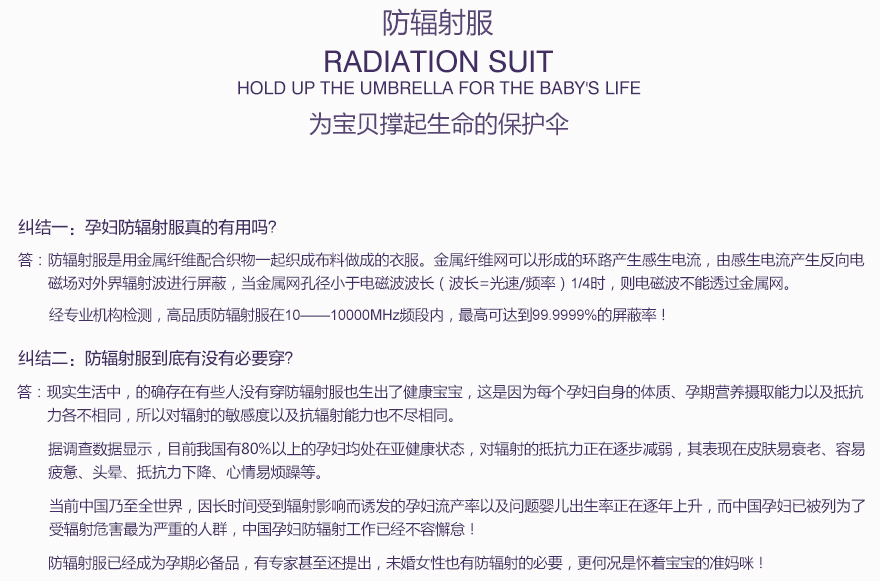 防辐射服
RADIATION SUIT
HOLD UP THE UMBRELLA FOR THE BABY'S LIFE
为宝贝撑起生命的保护伞
纠结一：孕妇防辐射服真的有用吗?
答：防辐射服是用金属纤维配合织物一起织成布料做成的衣服。金属纤维网可以形成的环路产生感生电流，由感生电流产生反向电
磁场对外界辐射波进行屏蔽，当金属网孔径小于电磁波波长（波长=光速/频率）1/4时，则电磁波不能透过金属网。
经专业机构检测，高品质防辐射服在10——10000MHz频段内，最高可达到99.9999%的屏蔽率！
纠结二：防辐射服到底有没有必要穿?
答：现实生活中，的确存在有些人没有穿防辐射服也生出了健康宝宝，这是因为每个孕妇自身的体质、孕期营养摄取能力以及抵抗
力各不相同，所以对辐射的敏感度以及抗辐射能力也不尽相同。
据调查数据显示，目前我国有80%以上的孕妇均处在亚健康状态，对辐射的抵抗力正在逐步减弱，其表现在皮肤易衰老、容易
疲惫、头晕、抵抗力下降、心情易烦躁等。
当前中国乃至全世界，因长时间受到辐射影响而诱发的孕妇流产率以及问题婴儿出生率正在逐年上升，而中国孕妇已被列为了
受辐射危害最为严重的人群，中国孕妇防辐射工作已经不容懈怠！
防辐射服已经成为孕期必备品，有专家甚至还提出，未婚女性也有防辐射的必要，更何况是怀着宝宝的准妈咪！